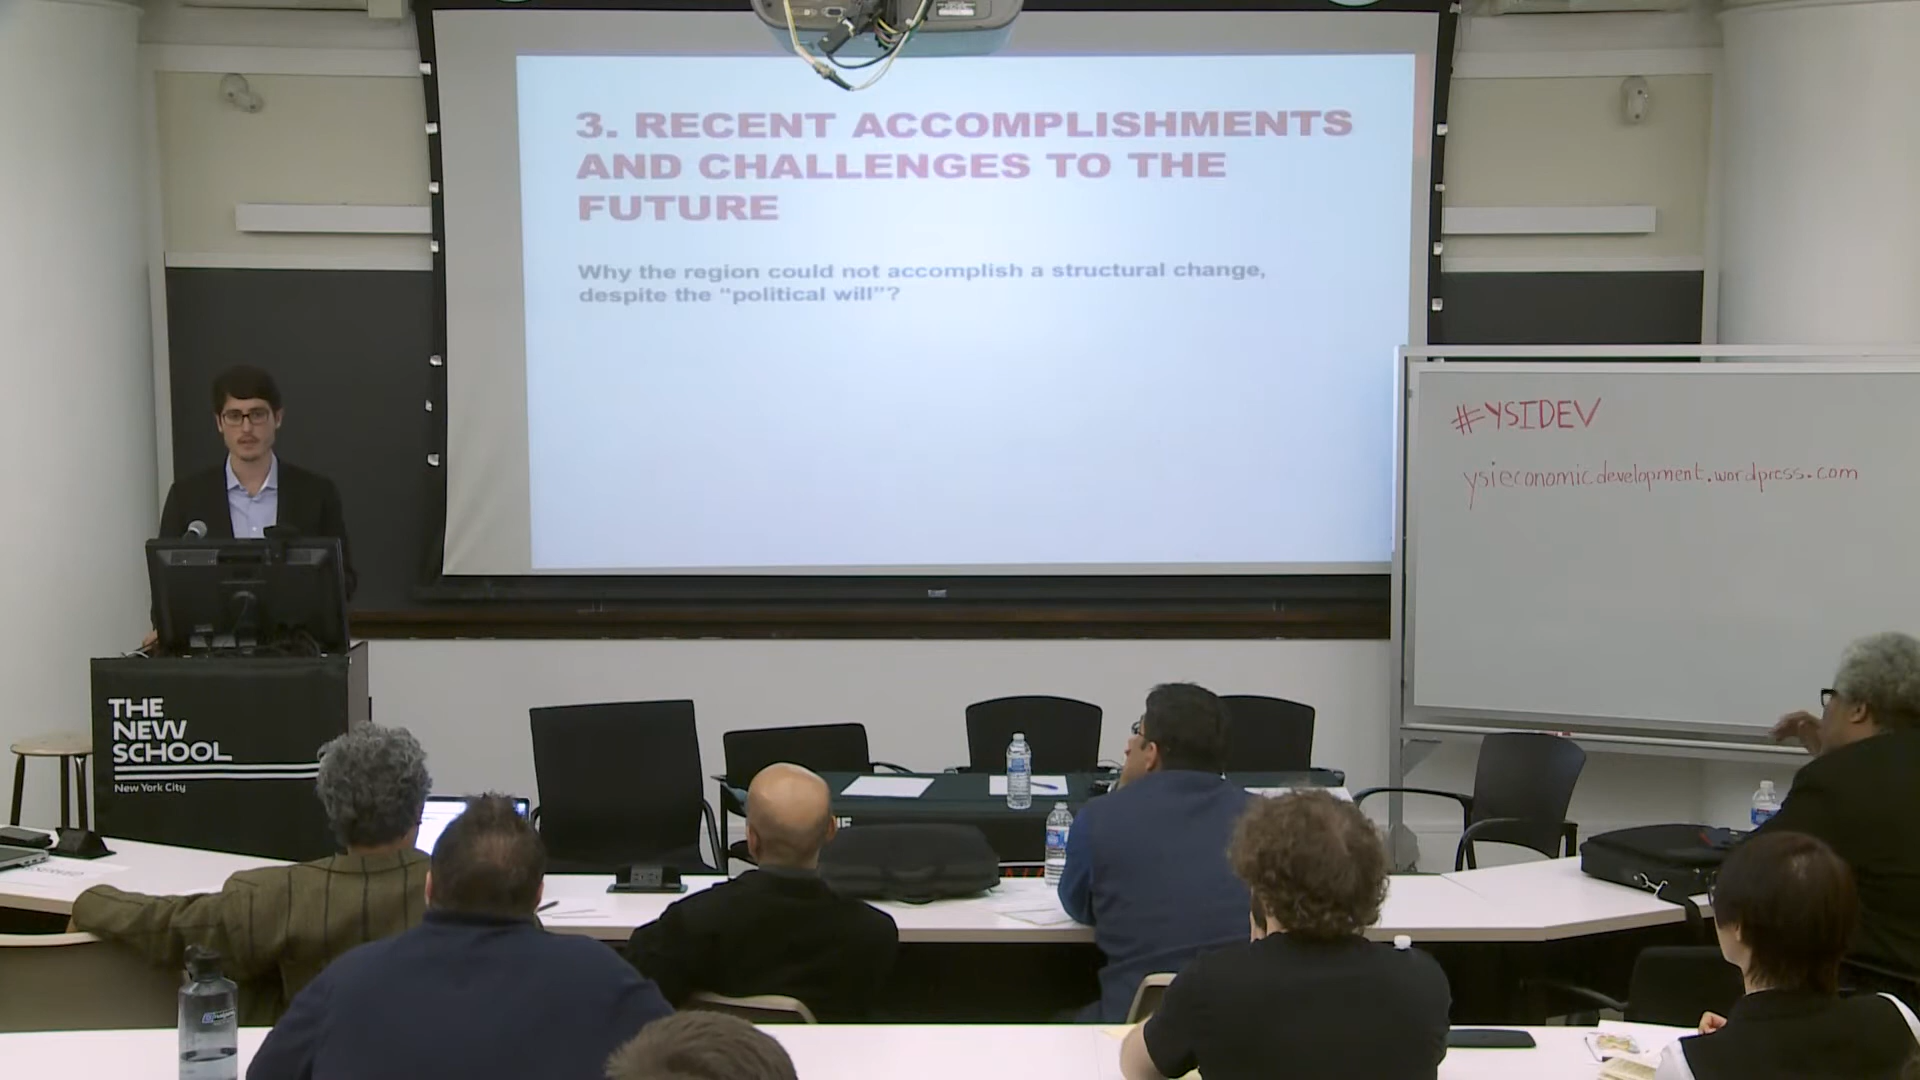 3. RECENT ACCOMPLISHMENTS
AND CHALLENGES TO THE
FUTURE
Why the region could not accomplish a structural change,
despite the “political will”?
#YSIDEV
ysieconomicdevelopment.wordpress.com
THE
NEW
SCHOOL
New York City